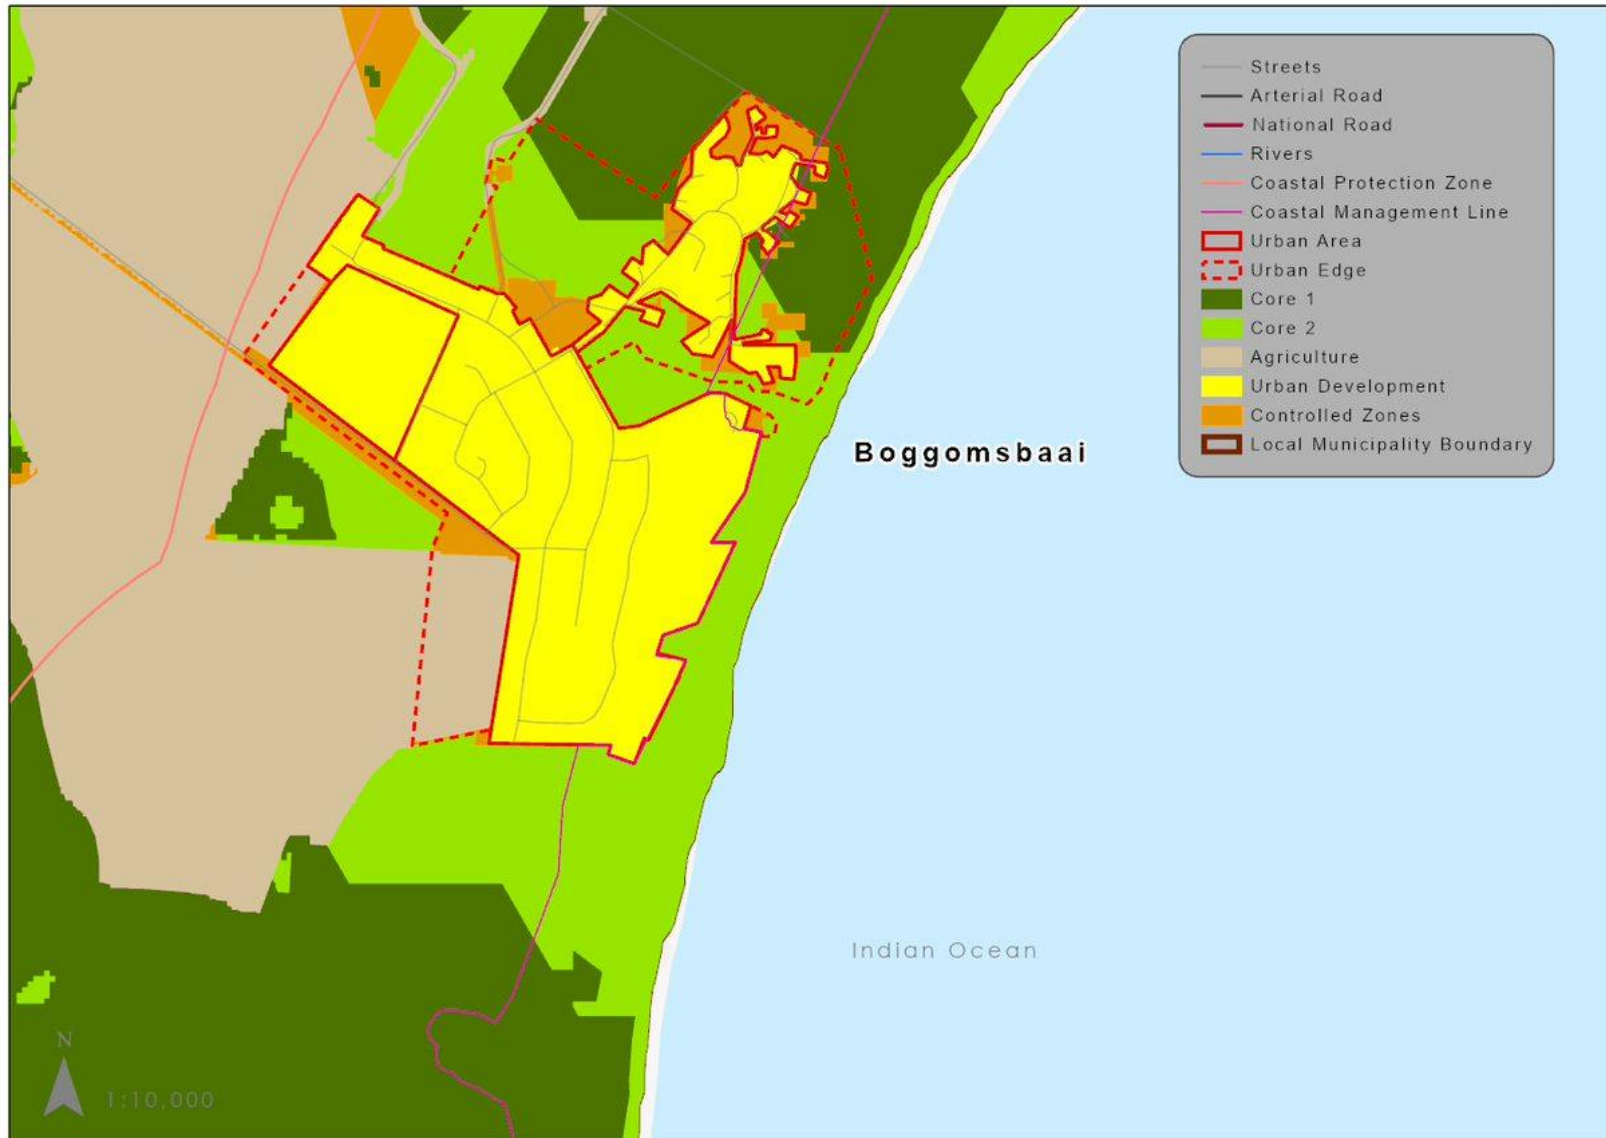 Streets
Arterial Road
National Road
Rivers
Coastal Protection Zone
Coastal Management Line
Urban Area
Urban Edge
Core 1
Core 2
Agriculture
Urban Development
Controlled Zones
Local Municipality Boundary
Boggomsbaai
Indian Ocean
N
1:10,000